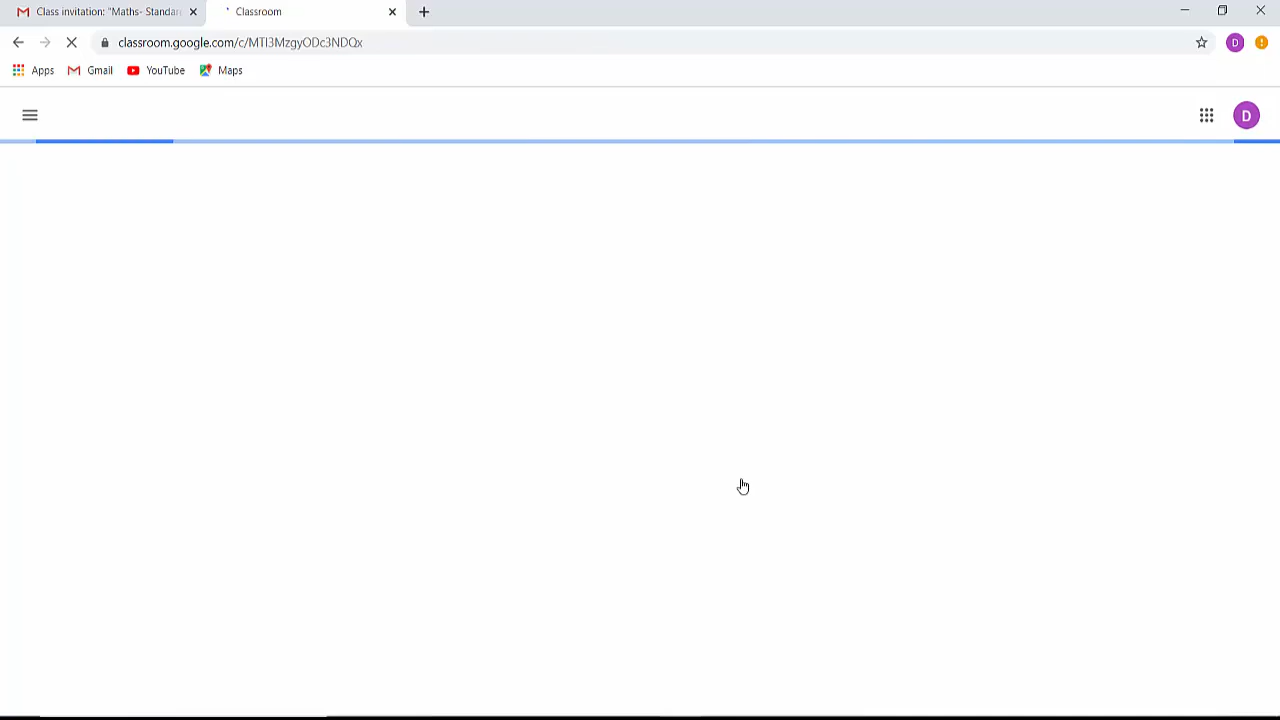 Class invitation: "Maths- Standar
Classroom
classroom.google.com/c/MTI3MzgyODc3NDQx
D
Apps
Gmail
YouTube
Maps
D